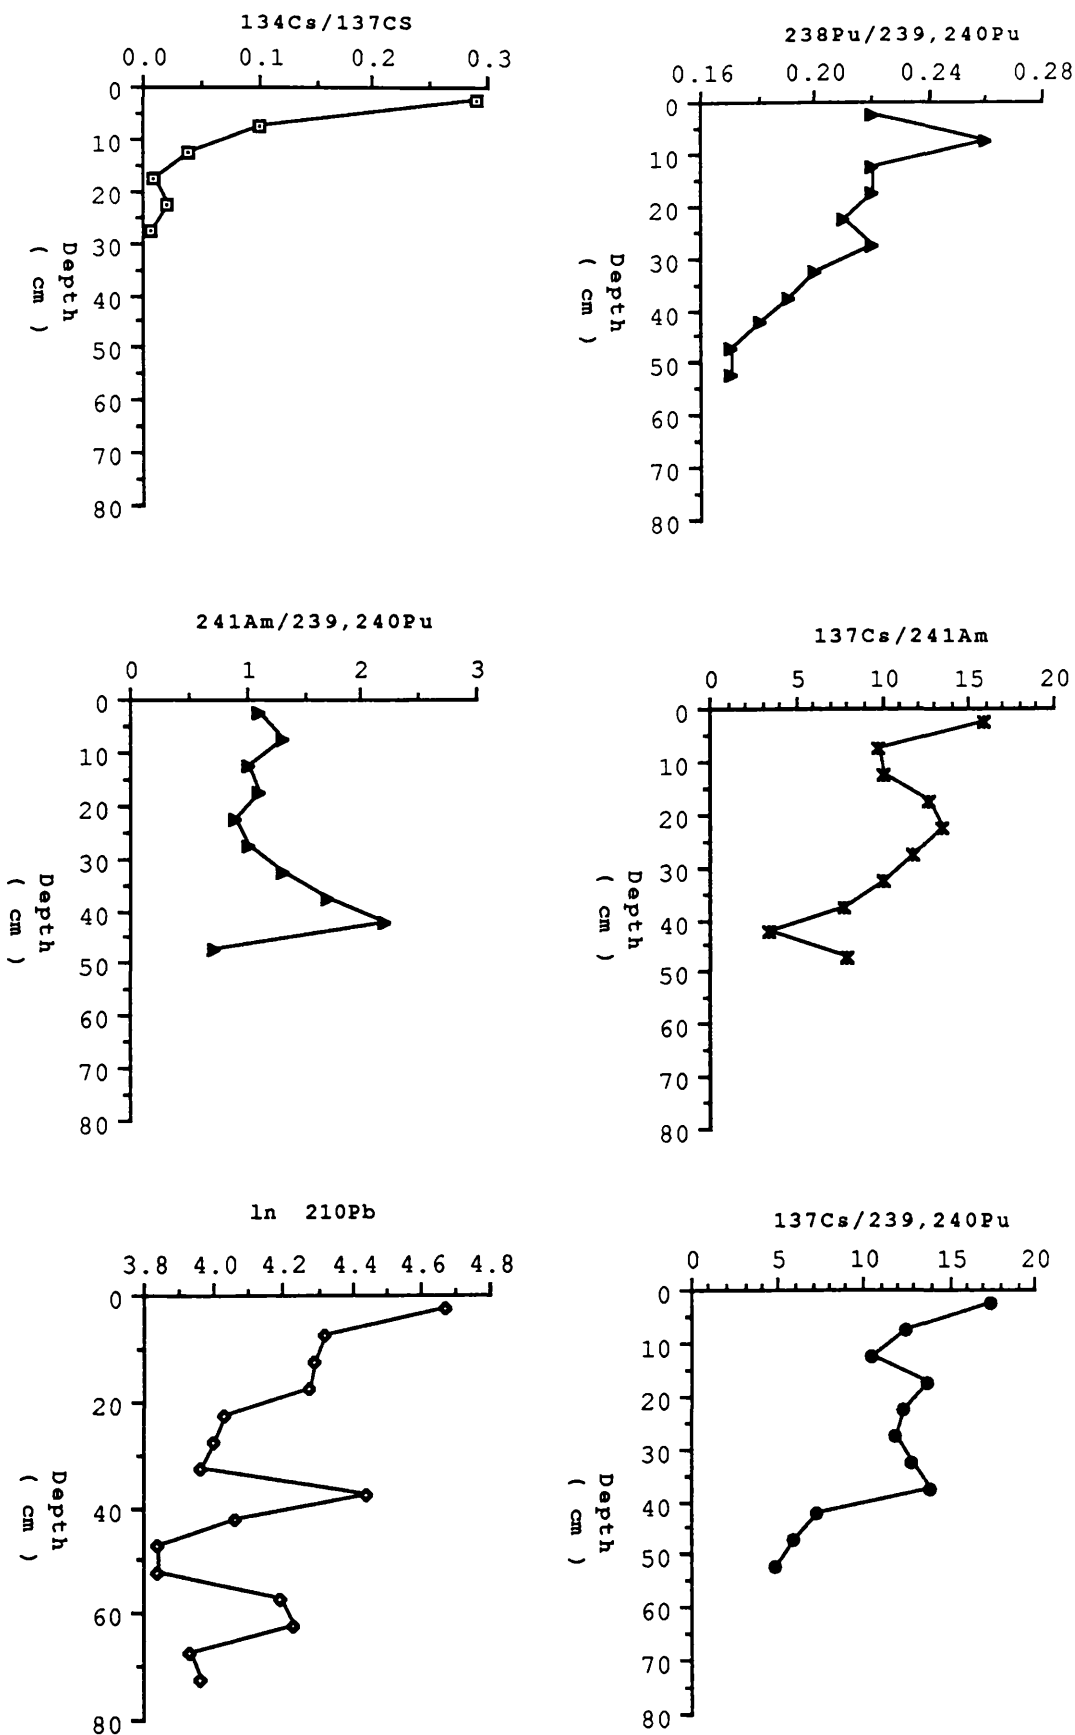 134Cs/137CS
0.0 0.1 0.2 0.3
0
10
20
30
40
50
60
70
80
Depth
( cm )
238Pu/239,240Pu
0.16 0.20 0.24 0.28
0
10
20
30
40
50
60
70
80
Depth
( cm )
241Am/239,240Pu
0 1 2 3
0
10
20
30
40
50
60
70
80
Depth
( cm )
137Cs/241Am
0 5 10 15 20
0
10
20
30
40
50
60
70
80
Depth
( cm )
ln 210Pb
3.8 4.0 4.2 4.4 4.6 4.8
0
20
40
60
80
Depth
( cm )
137Cs/239,240Pu
0 5 10 15 20
0
10
20
30
40
50
60
70
80
Depth
( cm )